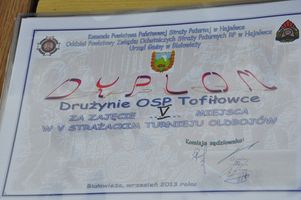 Komenda Powiatowa Państwowej Straży Pożarnej w Hajnówce
Oddział Powiatowy Związku Ochotniczych Straży Pożarnych RP w Hajnówce
Urząd Gminy w Białowieży
DYPLOM
Drużynie OSP Tofiłowce
ZA ZAJĘCIE V MIEJSCA
W V STRAŻACKIM TURNIEJU OLDBOJÓW
Komisja sędziowska:
Białowieża, wrzesień 2013 roku